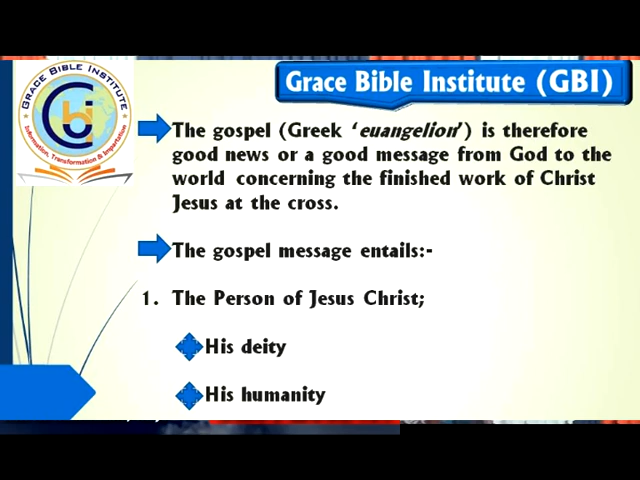 Grace Bible Institute (GBI)
GRACE BIBLE INSTITUTE
Information, Transformation & Impartation
The gospel (Greek ‘euangelion’) is therefore
good news or a good message from God to the
world concerning the finished work of Christ
Jesus at the cross.
The gospel message entails:-
1. The Person of Jesus Christ;
His deity
His humanity